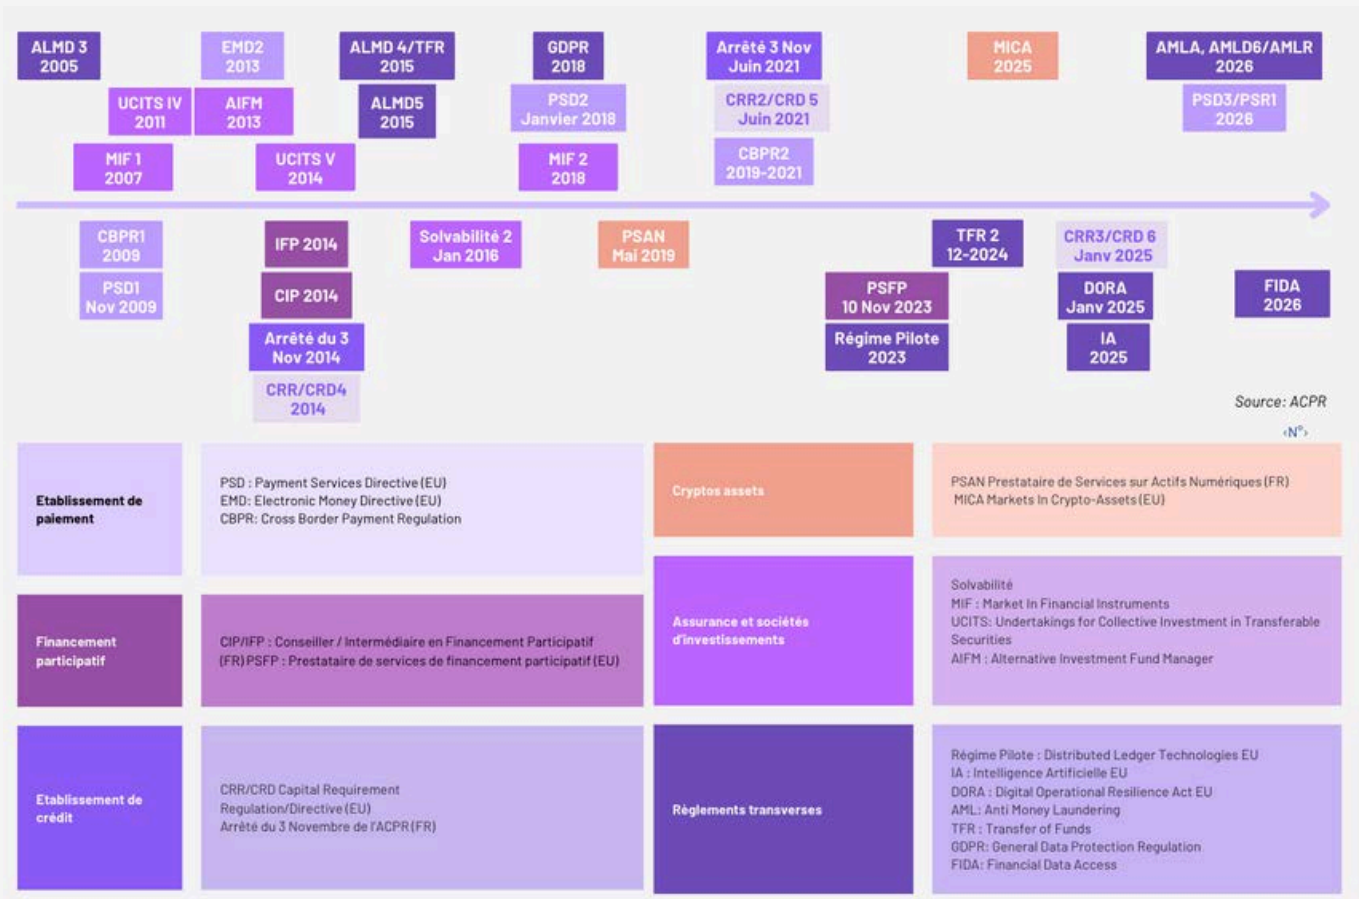 ALMD 3
2005
EMD2
2013
ALMD 4/TFR
2015
GDPR
2018
Arrêté 3 Nov
Juin 2021
MICA
2025
AMLA, AMLD6/AMLR
2026
UCITS IV
2011
AIFM
2013
ALMD5
2015
PSD2
Janvier 2018
CRR2/CRD 5
Juin 2021
PSD3/PSR1
2026
MIF 1
2007
UCITS V
2014
MIF 2
2018
CBPR2
2019-2021
CBPR1
2009
IFP 2014
Solvabilité 2
Jan 2016
PSAN
Mai 2019
TFR 2
12-2024
CRR3/CRD 6
Janv 2025
PSD1
Nov 2009
CIP 2014
PSFP
10 Nov 2023
DORA
Janv 2025
FIDA
2026
Arrêté du 3
Nov 2014
Régime Pilote
2023
IA
2025
CRR/CRD4
2014
Source: ACPR
‹N°›
Etablissement de
paiement
PSD : Payment Services Directive (EU)
EMD: Electronic Money Directive (EU)
CBPR: Cross Border Payment Regulation
Cryptos assets
PSAN Prestataire de Services sur Actifs Numériques (FR)
MICA Markets In Crypto-Assets (EU)
Financement
participatif
CIP/IFP : Conseiller / Intermédiaire en Financement Participatif
(FR) PSFP : Prestataire de services de financement participatif (EU)
Assurance et sociétés
d'investissements
Solvabilité
MIF : Market In Financial Instruments
UCITS: Undertakings for Collective Investment in Transferable
Securities
AIFM : Alternative Investment Fund Manager
Etablissement de
crédit
CRR/CRD Capital Requirement
Regulation/Directive (EU)
Arrêté du 3 Novembre de l'ACPR (FR)
Règlements transverses
Régime Pilote : Distributed Ledger Technologies EU
IA : Intelligence Artificielle EU
DORA : Digital Operational Resilience Act EU
AML: Anti Money Laundering
TFR : Transfer of Funds
GDPR: General Data Protection Regulation
FIDA: Financial Data Access